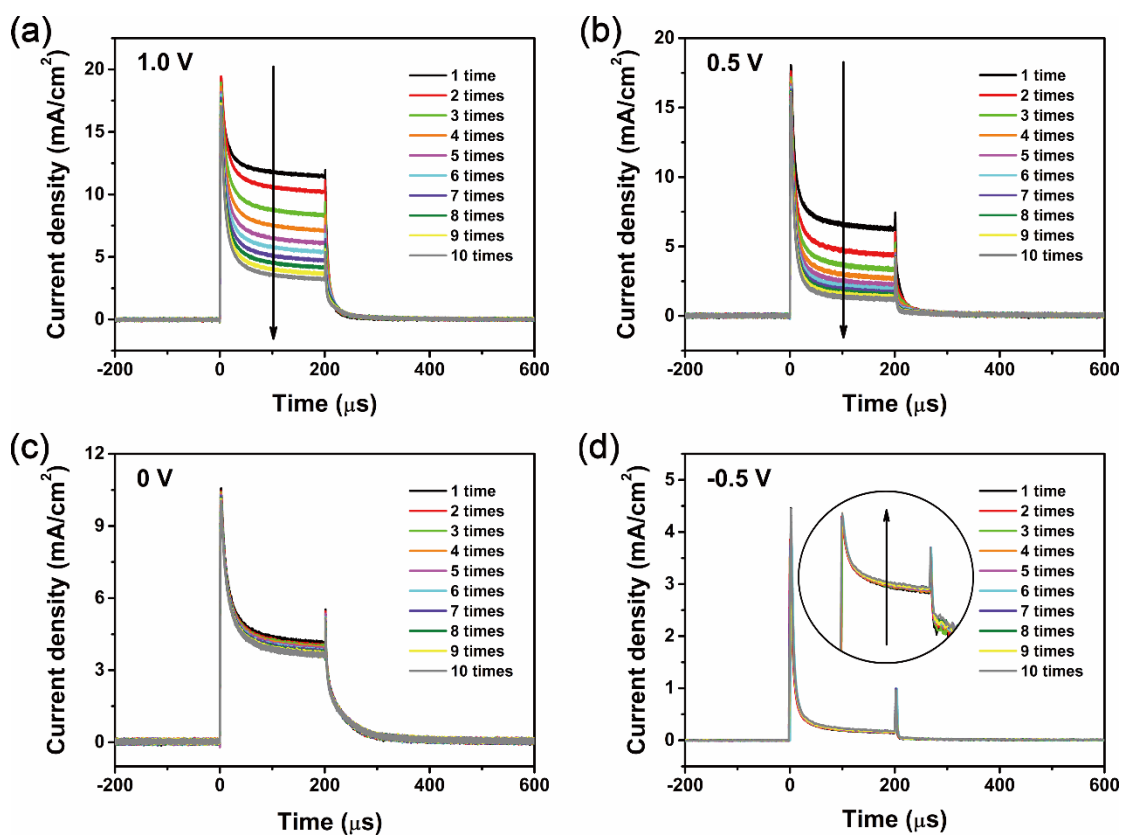 (a)
1.0 V
Current density (mA/cm²)
20
15
10
5
0
-200
0
200
400
600
Time (μs)
1 time
2 times
3 times
4 times
5 times
6 times
7 times
8 times
9 times
10 times
(b)
0.5 V
Current density (mA/cm²)
20
15
10
5
0
-200
0
200
400
600
Time (μs)
1 time
2 times
3 times
4 times
5 times
6 times
7 times
8 times
9 times
10 times
(c)
0 V
Current density (mA/cm²)
12
9
6
3
0
-200
0
200
400
600
Time (μs)
1 time
2 times
3 times
4 times
5 times
6 times
7 times
8 times
9 times
10 times
(d)
-0.5 V
Current density (mA/cm²)
5
4
3
2
1
0
-200
0
200
400
600
Time (μs)
1 time
2 times
3 times
4 times
5 times
6 times
7 times
8 times
9 times
10 times